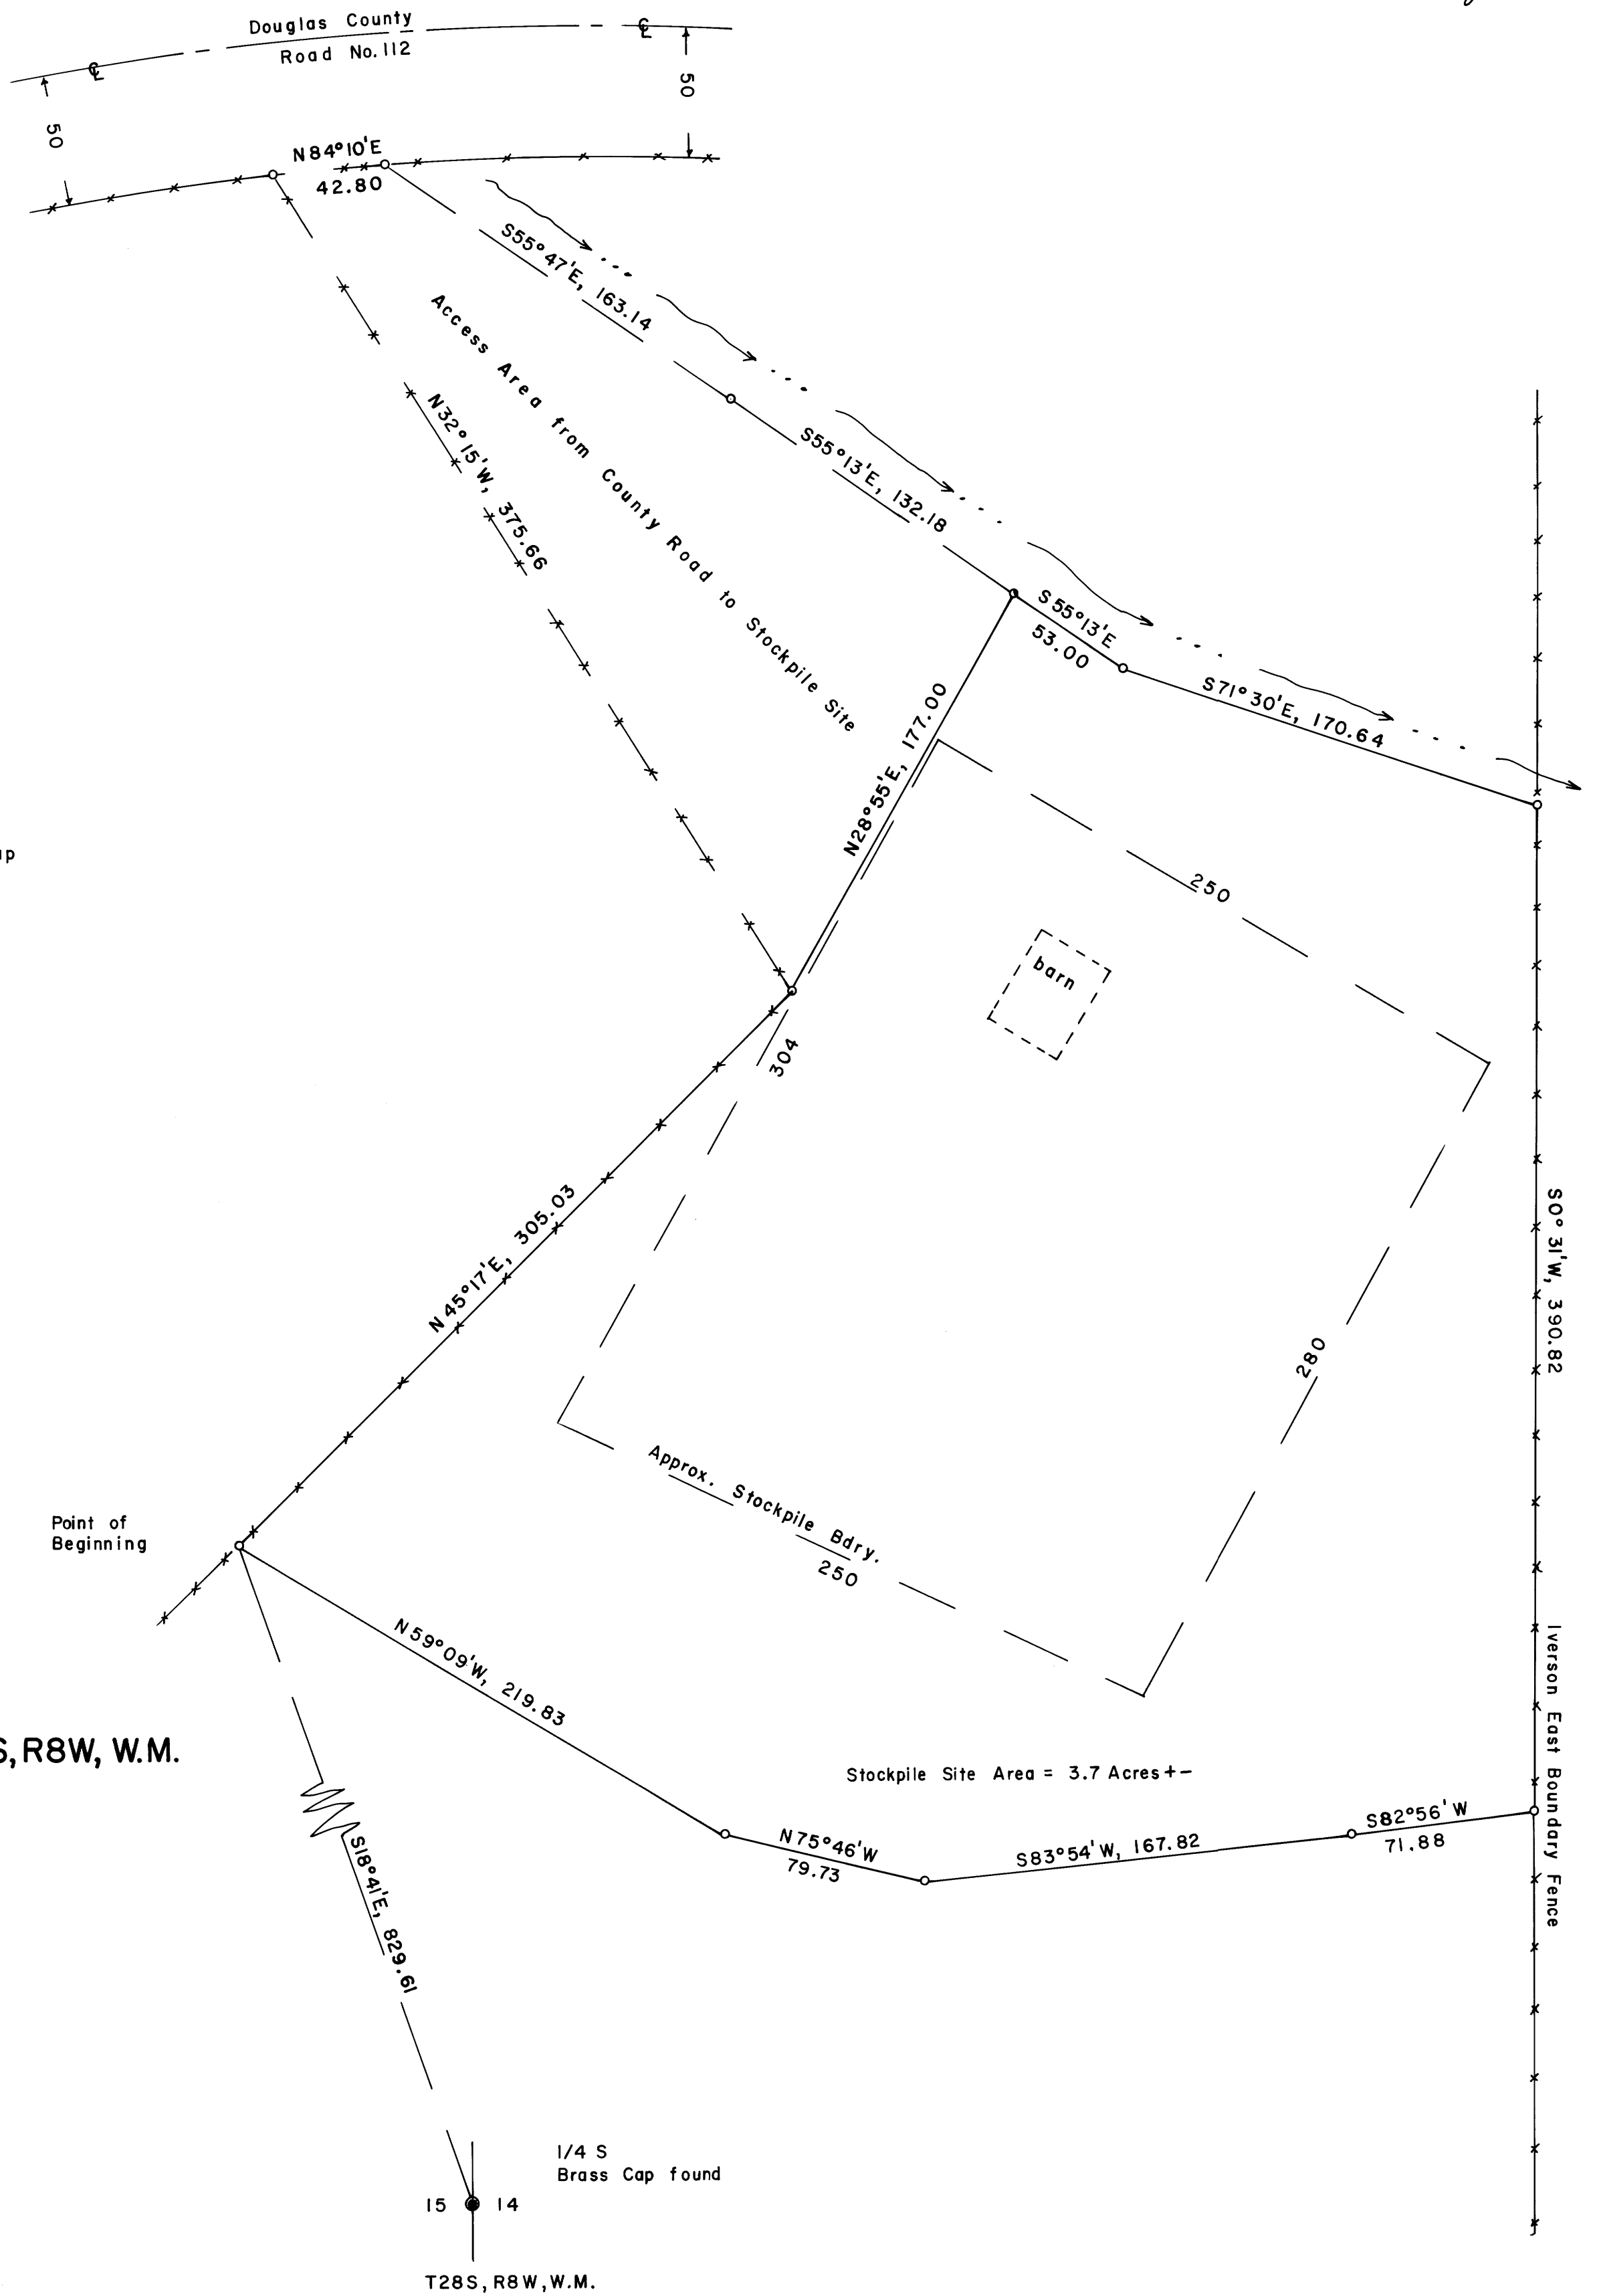 Douglas County
Road No. 112
℄
℄
50
50
N84°10'E
42.80
S55°47'E, 163.14
Access Area from County Road to Stockpile Site
N32°15'W, 375.66
S55°13'E, 132.18
S55°13'E
53.00
S71°30'E, 170.64
N28°55'E, 177.00
250
barn
304
N45°17'E, 305.03
S0°31'W, 390.82
280
Approx. Stockpile Bdry.
250
Point of
Beginning
N59°09'W, 219.83
Iverson East Boundary Fence
S, R8W, W.M.
Stockpile Site Area = 3.7 Acres+-
S82°56'W
71.88
N75°46'W
79.73
S83°54'W, 167.82
S18°41'E, 829.61
1/4 S
Brass Cap found
15 14
T28S, R8W, W.M.